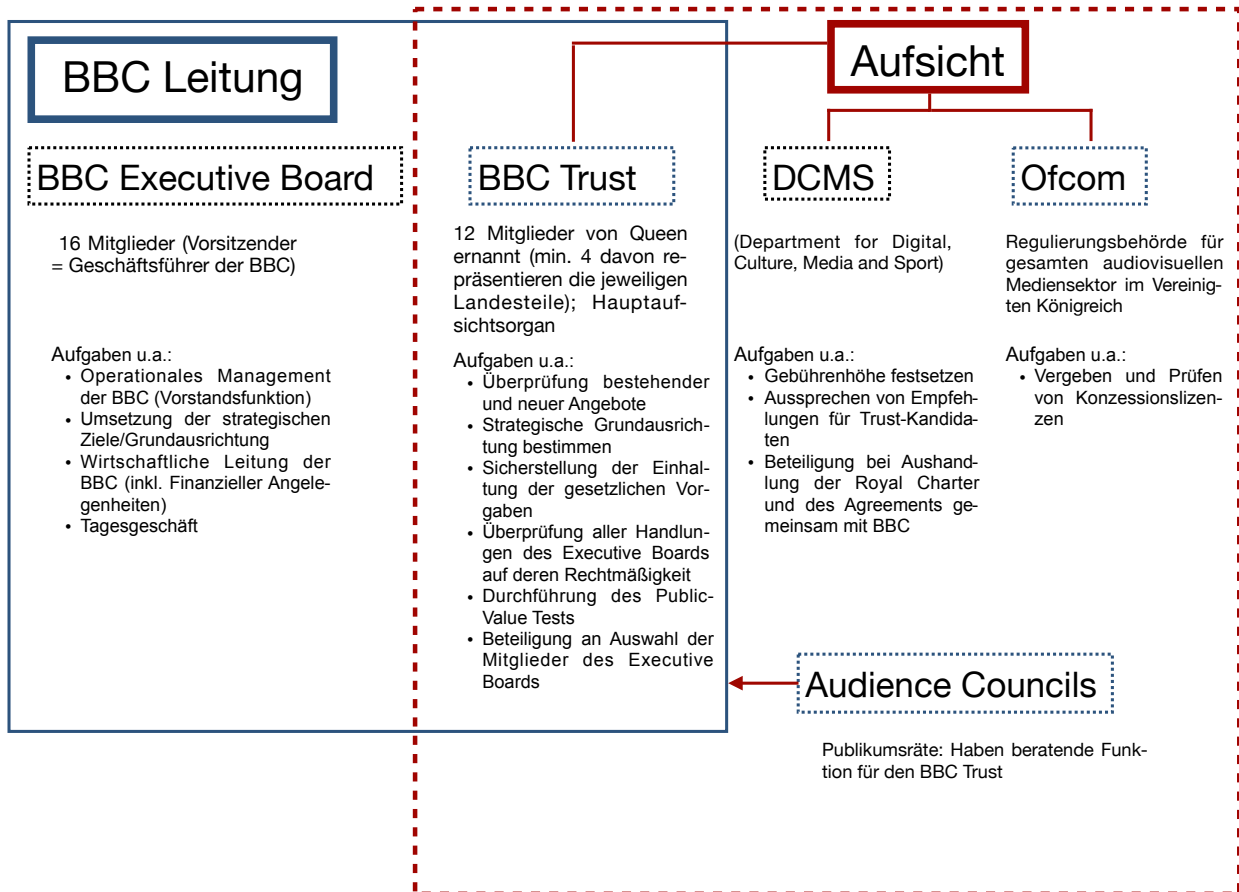 BBC Leitung
BBC Executive Board
16 Mitglieder (Vorsitzender
= Geschäftsführer der BBC)
Aufgaben u.a.:
• Operationales Management
der BBC (Vorstandsfunktion)
• Umsetzung der strategischen
Ziele/Grundausrichtung
• Wirtschaftliche Leitung der
BBC (inkl. Finanzieller Angele-
genheiten)
• Tagesgeschäft
Aufsicht
BBC Trust
12 Mitglieder von Queen
ernannt (min. 4 davon re-
präsentieren die jeweiligen
Landesteile); Hauptauf-
sichtsorgan
Aufgaben u.a.:
• Überprüfung bestehender
und neuer Angebote
• Strategische Grundausrich-
tung bestimmen
• Sicherstellung der Einhal-
tung der gesetzlichen Vor-
gaben
• Überprüfung aller Handlun-
gen des Executive Boards
auf deren Rechtmäßigkeit
• Durchführung des Public-
Value Tests
• Beteiligung an Auswahl der
Mitglieder des Executive
Boards
DCMS
(Department for Digital,
Culture, Media and Sport)
Aufgaben u.a.:
• Gebührenhöhe festsetzen
• Aussprechen von Empfeh-
lungen für Trust-Kandida-
ten
• Beteiligung bei Aushand-
lung der Royal Charter
und des Agreements ge-
meinsam mit BBC
Ofcom
Regulierungsbehörde für
gesamten audiovisuellen
Mediensektor im Vereinig-
ten Königreich
Aufgaben u.a.:
• Vergeben und Prüfen
von Konzessionslizen-
zen
Audience Councils
Publikumsräte: Haben beratende Funk-
tion für den BBC Trust